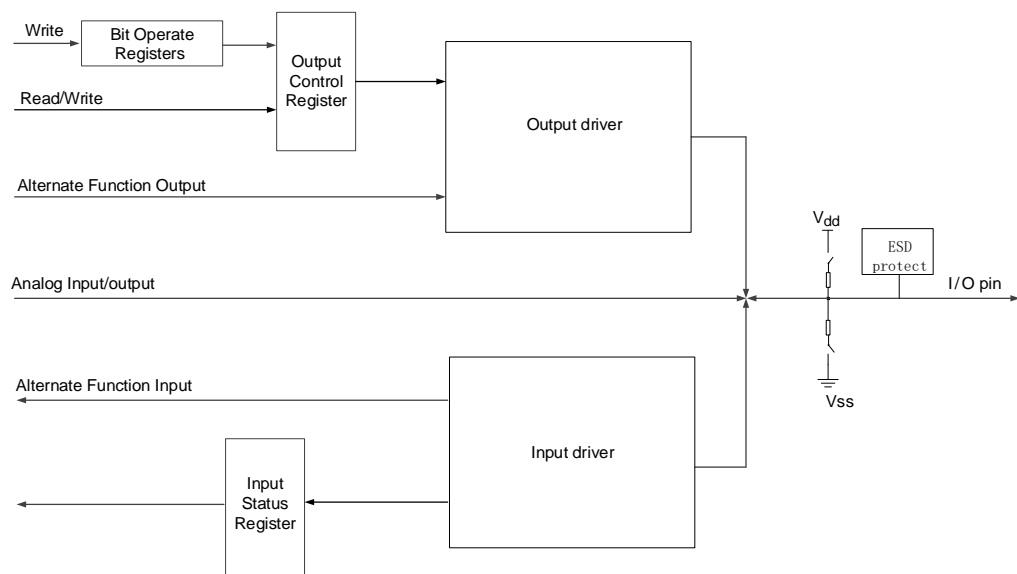 Write
Bit Operate
Registers
Output
Control
Register
Read/Write
Output driver
Alternate Function Output
Vdd
ESD
protect
Analog Input/output
I/O pin
Alternate Function Input
Vss
Input driver
Input
Status
Register